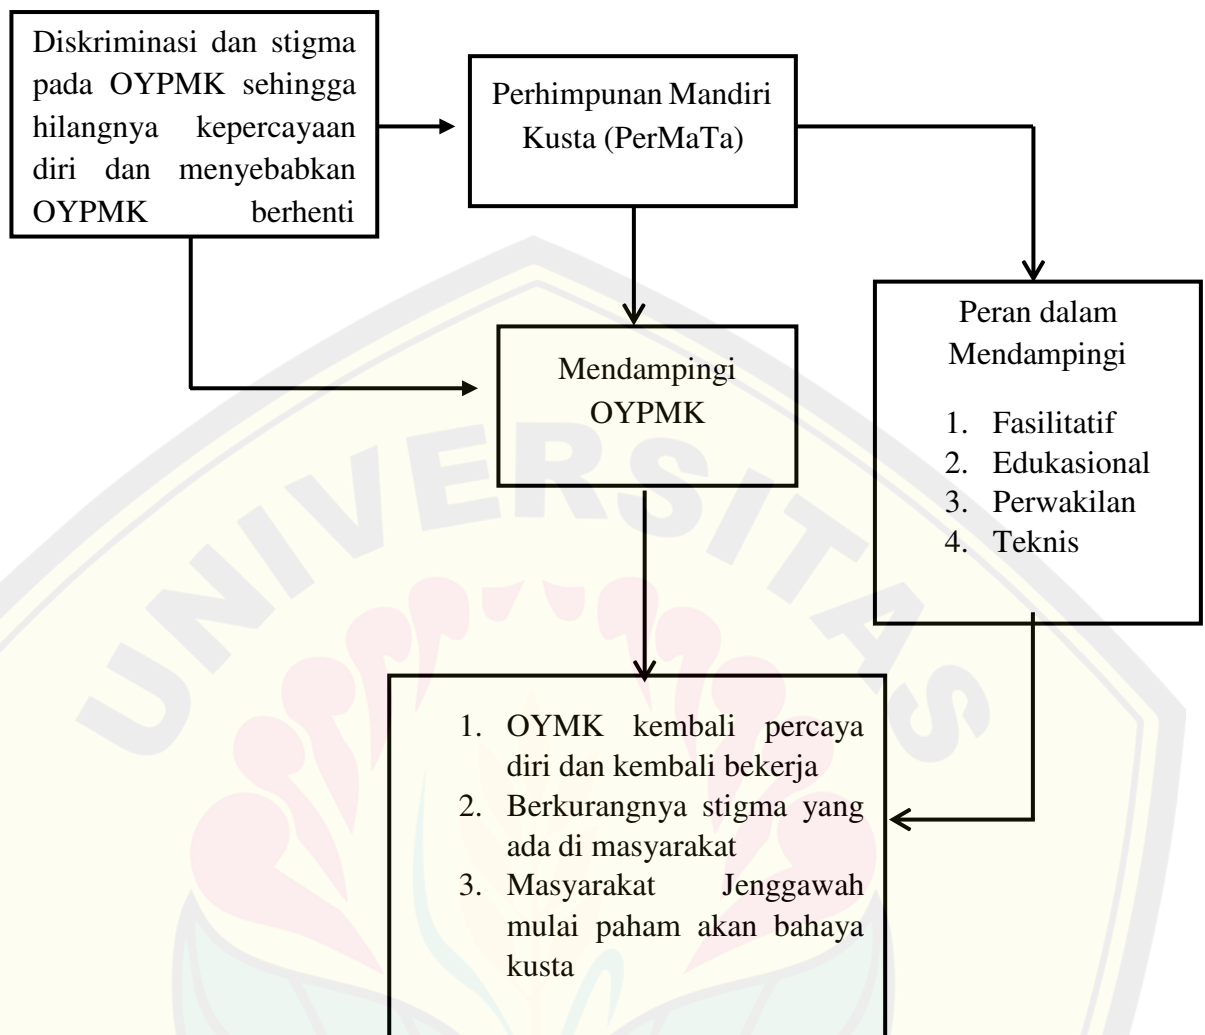 Diskriminasi dan stigma
pada OYPMK sehingga
hilangnya kepercayaan
diri dan menyebabkan
OYPMK berhenti
Perhimpunan Mandiri
Kusta (PerMaTa)
Mendampingi
OYPMK
Peran dalam
Mendampingi
1. Fasilitatif
2. Edukasional
3. Perwakilan
4. Teknis
1. OYMK kembali percaya
diri dan kembali bekerja
2. Berkurangnya stigma yang
ada di masyarakat
3. Masyarakat Jenggawah
mulai paham akan bahaya
kusta
UNIVERSITAS